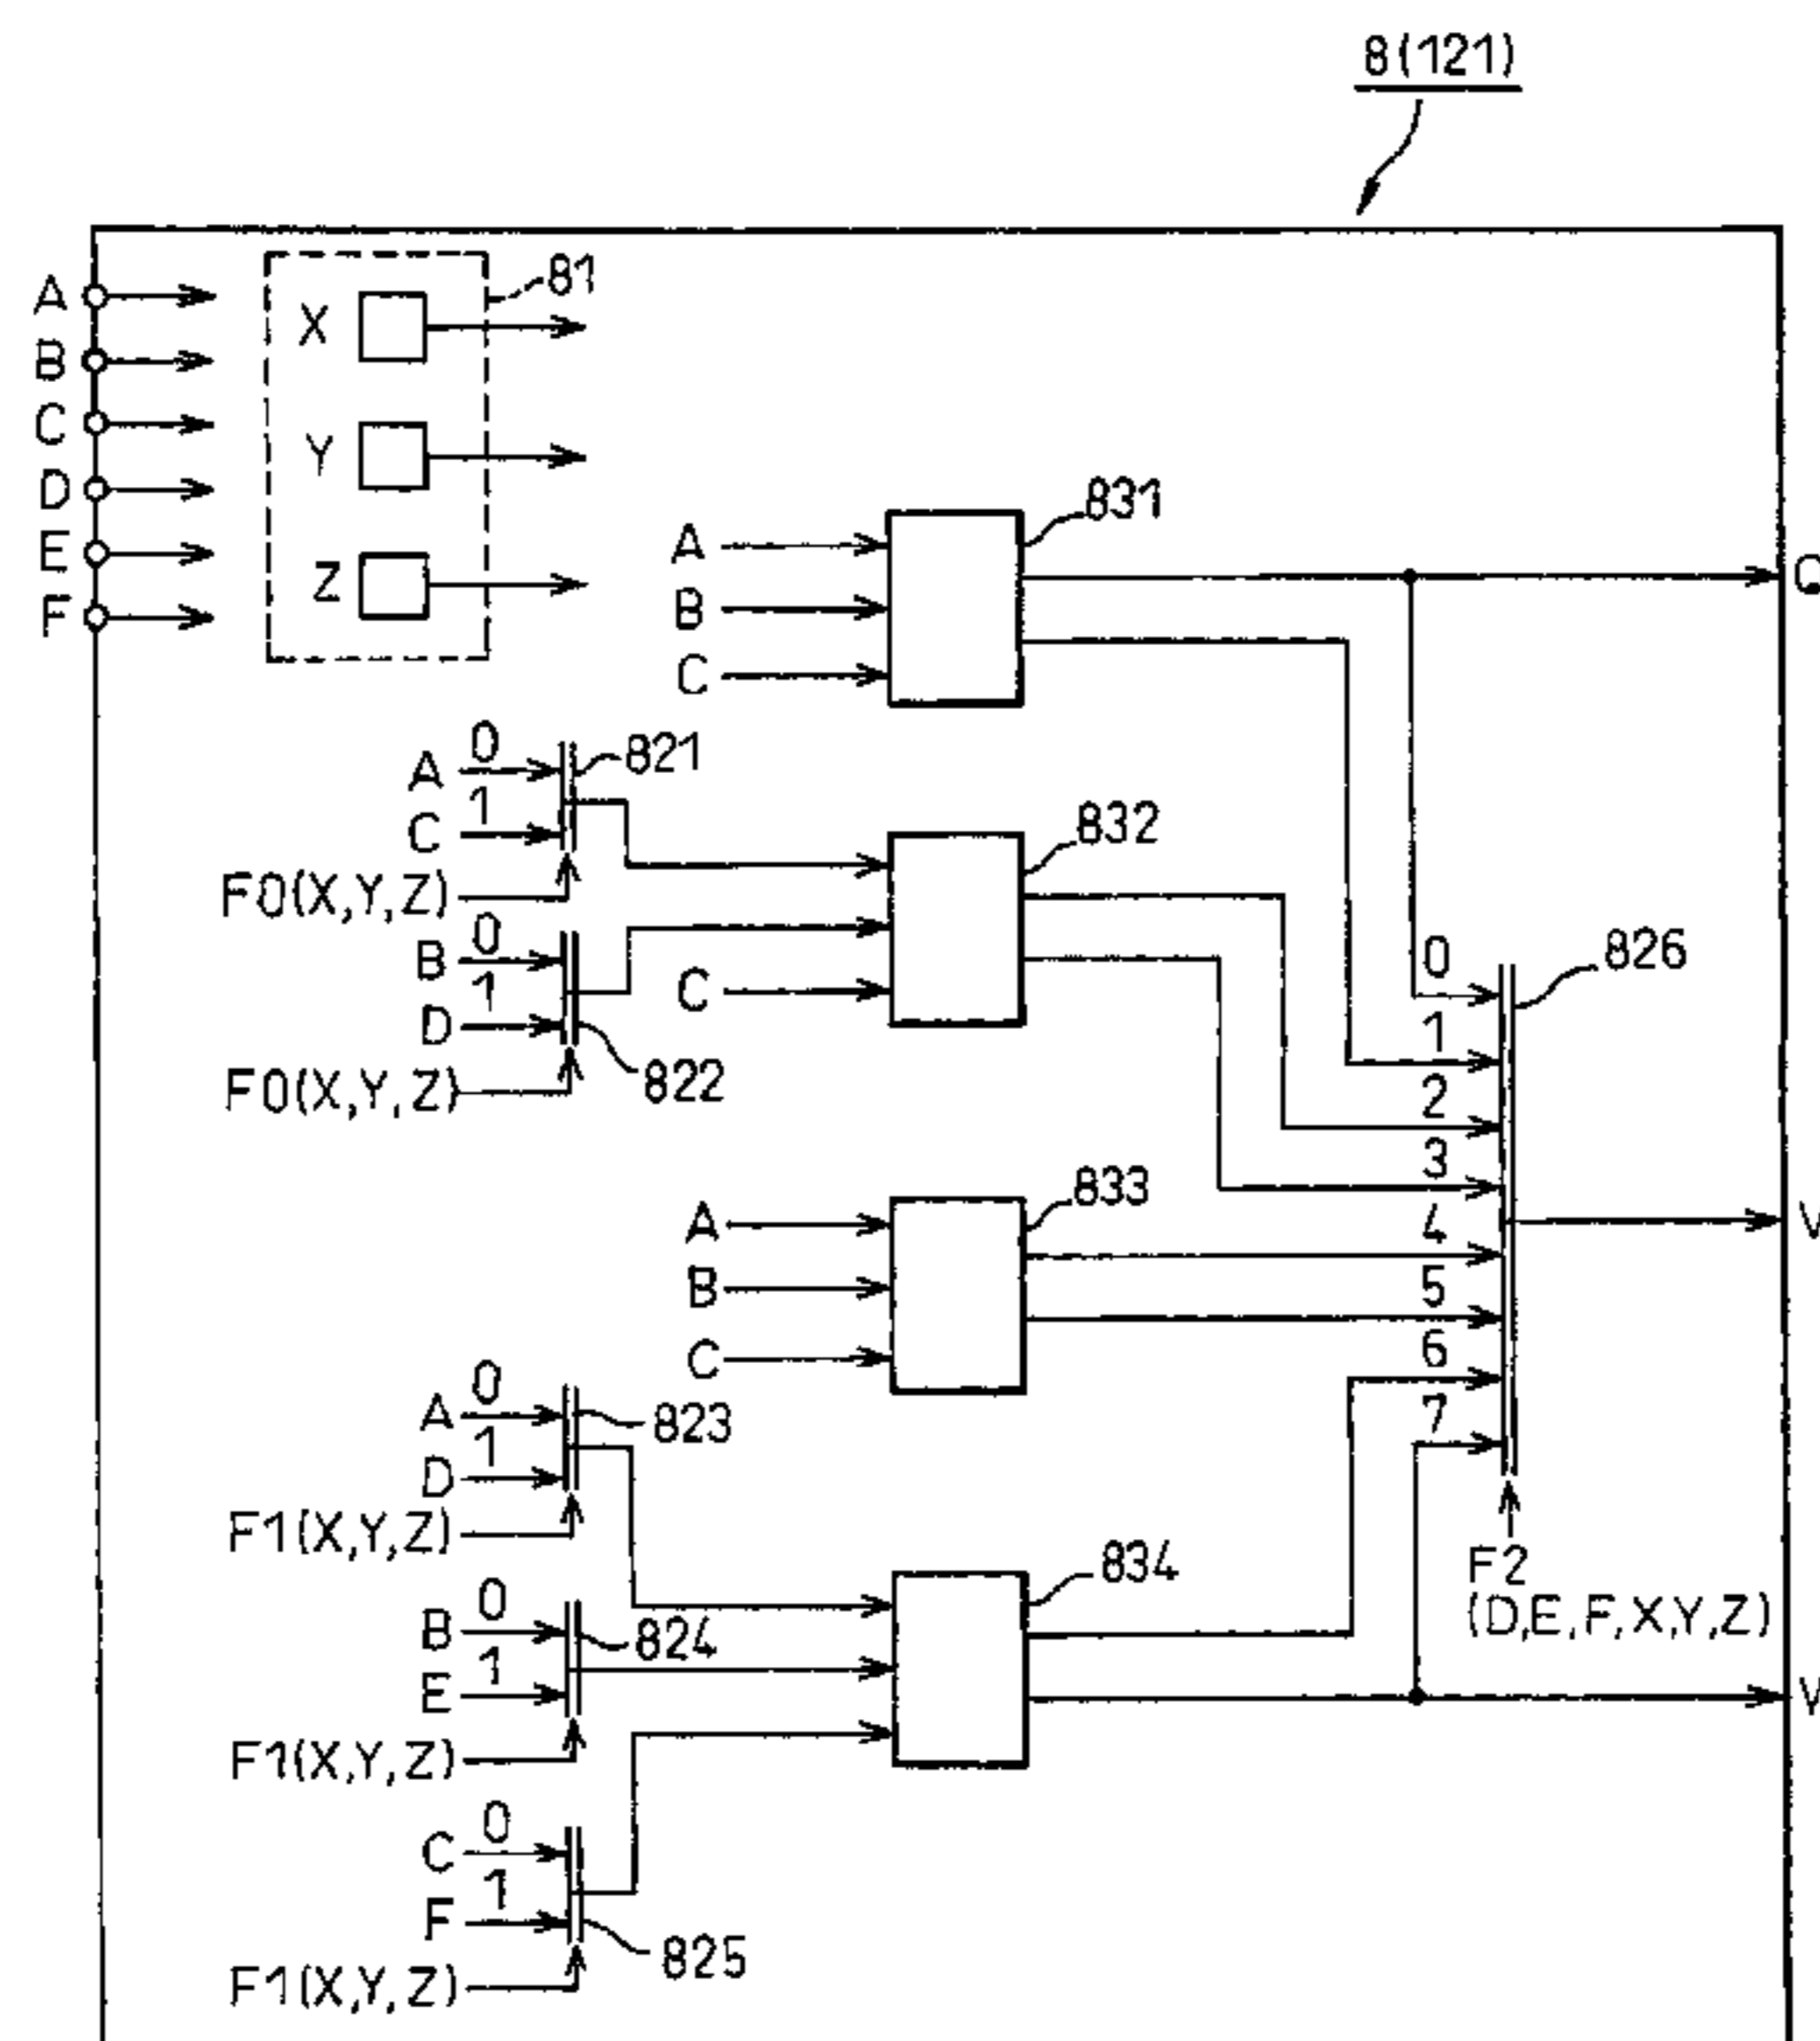 8(121)
A
B
C
D
E
F
X
Y
Z
81
831
A
B
C
Q
A 0
C 1
821
F0(X,Y,Z)
B 0
D 1
822
F0(X,Y,Z)
832
C
826
0
1
2
3
4
5
6
7
833
A
B
C
A 0
D 1
823
F1(X,Y,Z)
B 0
E 1
824
F1(X,Y,Z)
C 0
F 1
825
F1(X,Y,Z)
834
F2
(D,E,F,X,Y,Z)